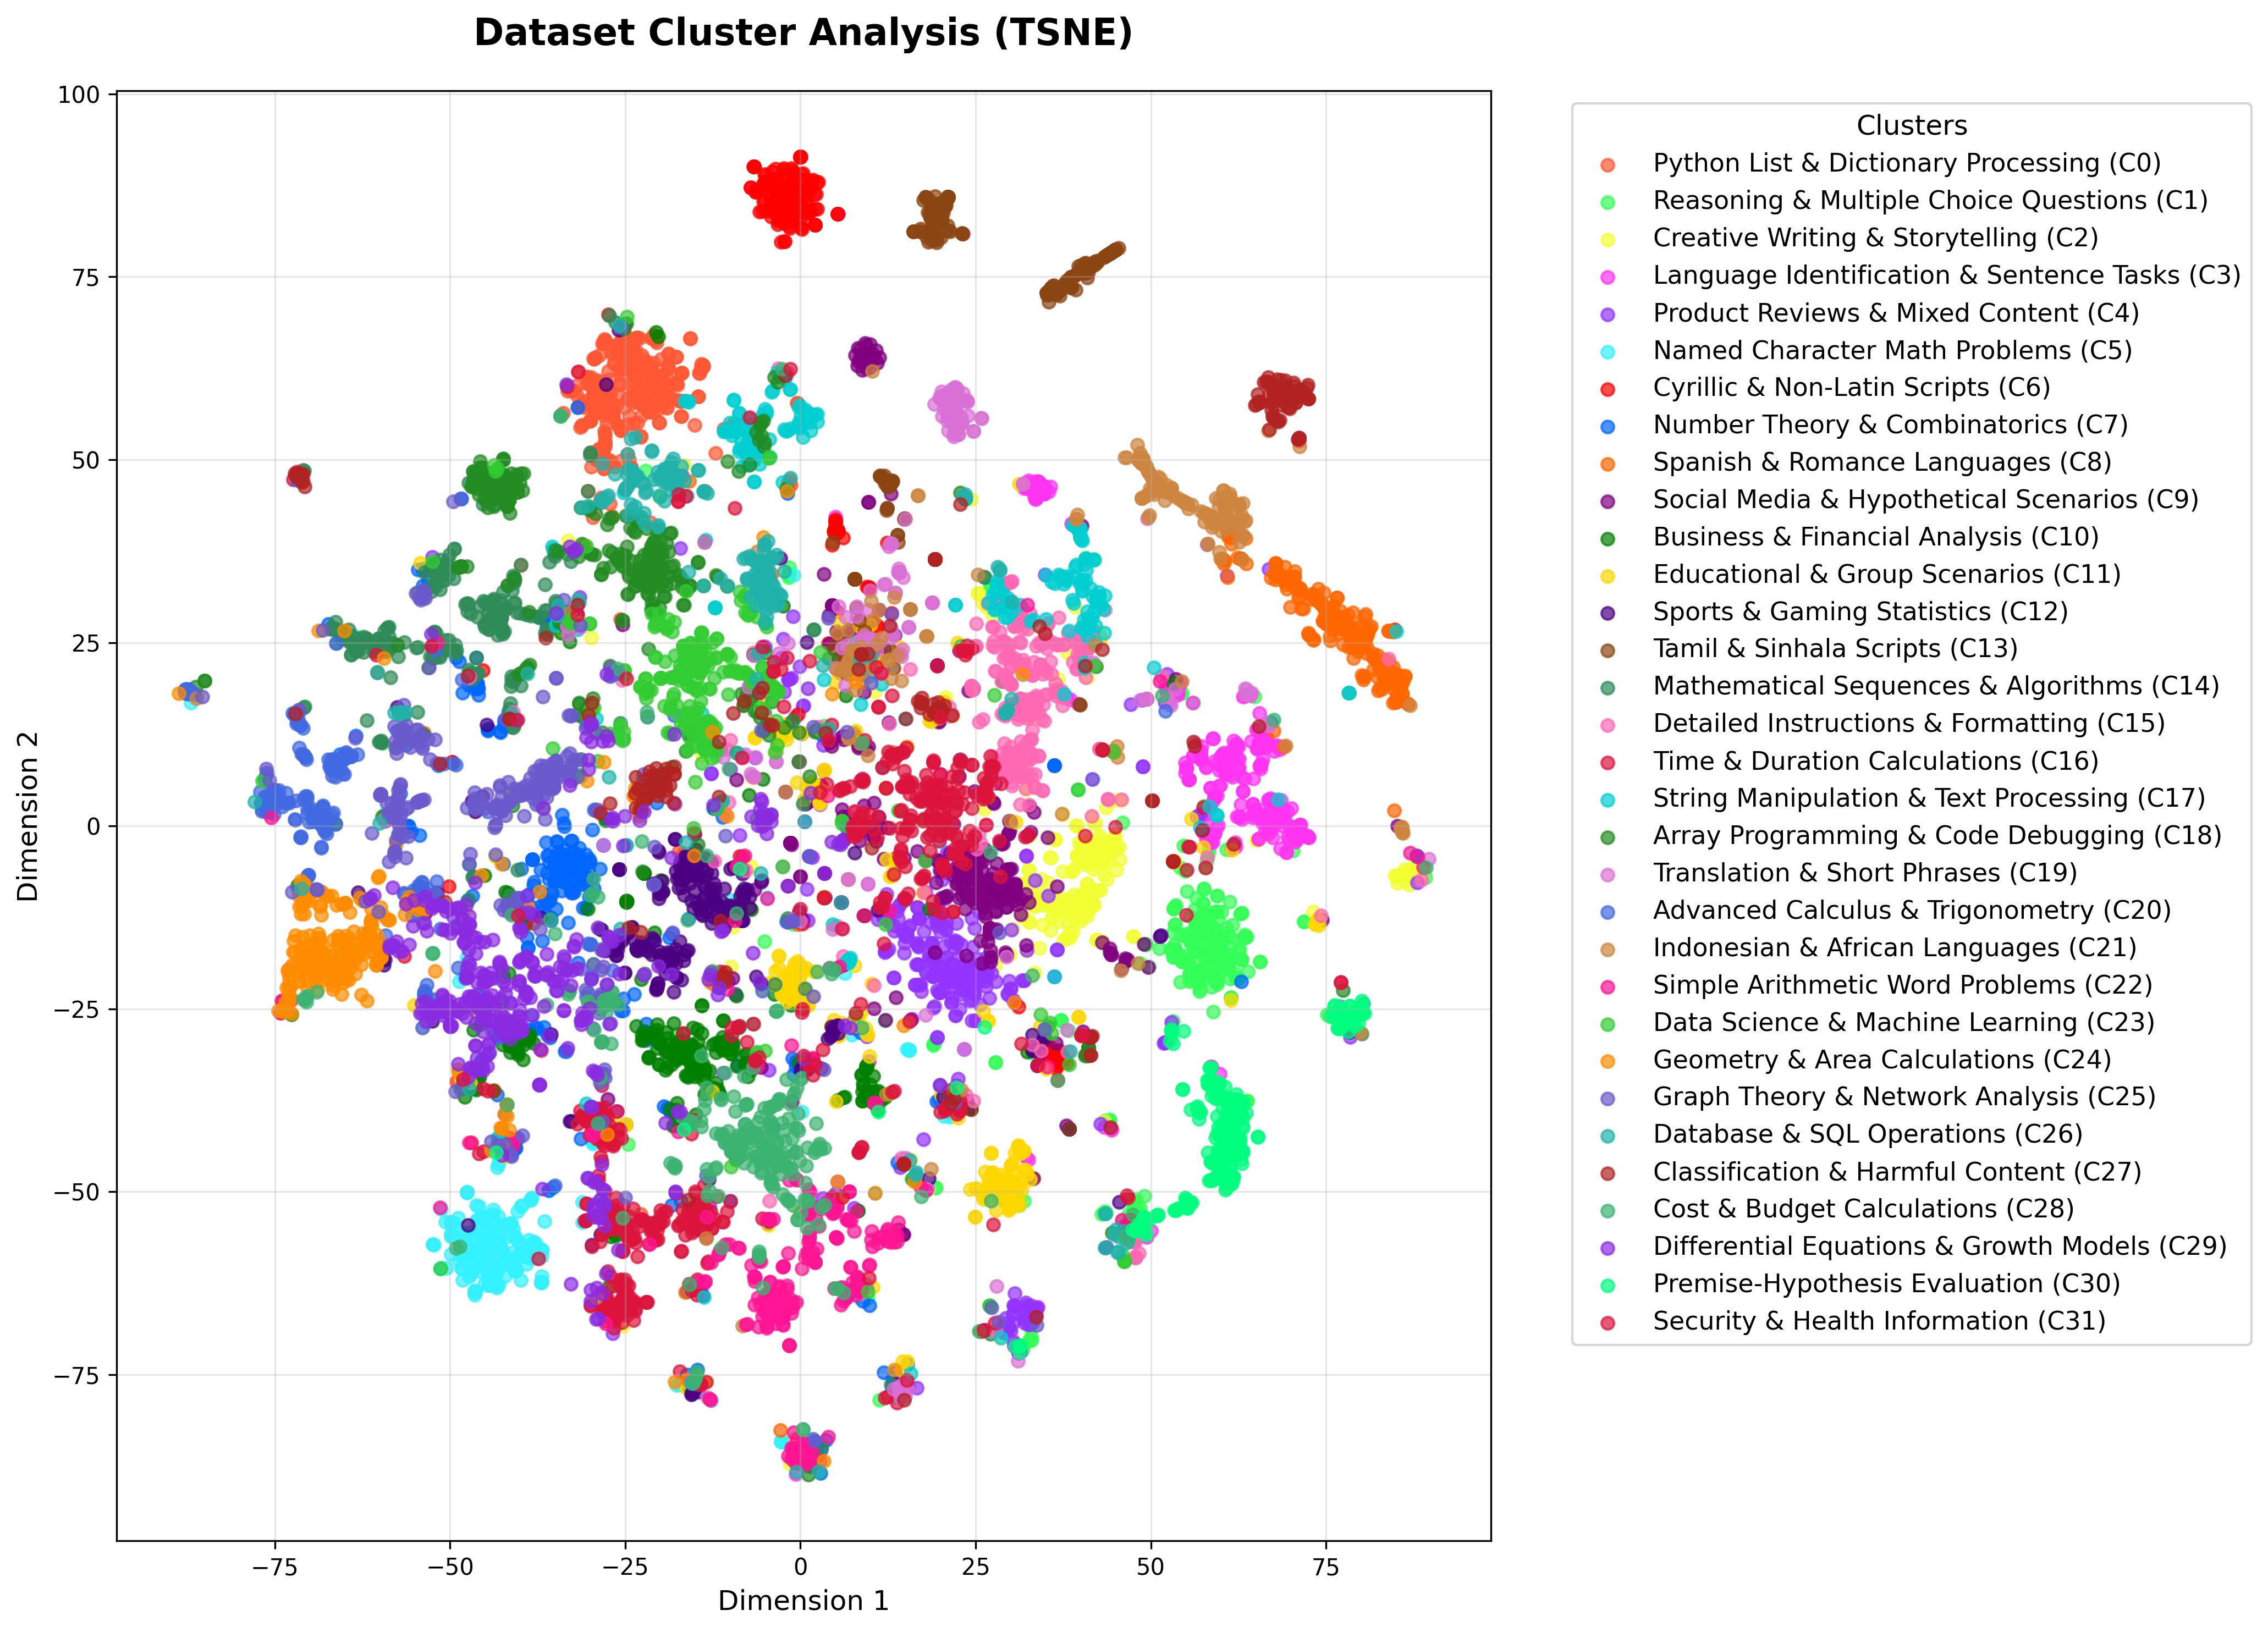 Dataset Cluster Analysis (TSNE)
100
75
50
25
0
−25
−50
−75
Dimension 2
−75
−50
−25
0
25
50
75
Dimension 1
Clusters
Python List & Dictionary Processing (C0)
Reasoning & Multiple Choice Questions (C1)
Creative Writing & Storytelling (C2)
Language Identification & Sentence Tasks (C3)
Product Reviews & Mixed Content (C4)
Named Character Math Problems (C5)
Cyrillic & Non-Latin Scripts (C6)
Number Theory & Combinatorics (C7)
Spanish & Romance Languages (C8)
Social Media & Hypothetical Scenarios (C9)
Business & Financial Analysis (C10)
Educational & Group Scenarios (C11)
Sports & Gaming Statistics (C12)
Tamil & Sinhala Scripts (C13)
Mathematical Sequences & Algorithms (C14)
Detailed Instructions & Formatting (C15)
Time & Duration Calculations (C16)
String Manipulation & Text Processing (C17)
Array Programming & Code Debugging (C18)
Translation & Short Phrases (C19)
Advanced Calculus & Trigonometry (C20)
Indonesian & African Languages (C21)
Simple Arithmetic Word Problems (C22)
Data Science & Machine Learning (C23)
Geometry & Area Calculations (C24)
Graph Theory & Network Analysis (C25)
Database & SQL Operations (C26)
Classification & Harmful Content (C27)
Cost & Budget Calculations (C28)
Differential Equations & Growth Models (C29)
Premise-Hypothesis Evaluation (C30)
Security & Health Information (C31)